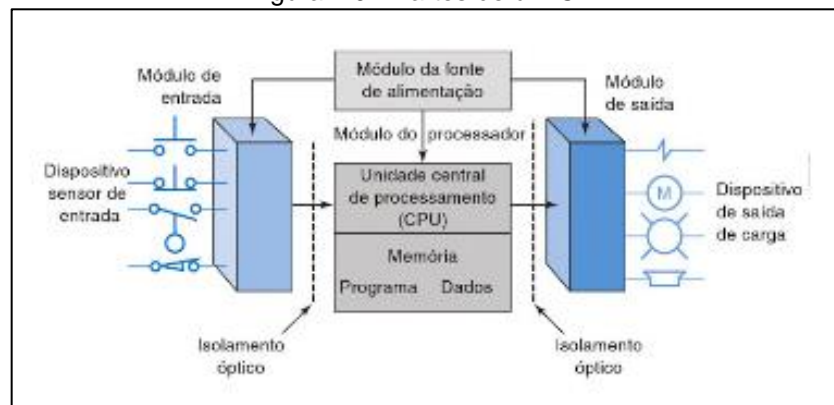 Módulo de
entrada
Módulo da fonte
de alimentação
Módulo
de saída
Módulo do processador
Dispositivo
sensor de
entrada
Unidade central
de processamento
(CPU)
M
Dispositivo
de saída
de carga
Memória
Programa Dados
Isolamento
óptico
Isolamento
óptico